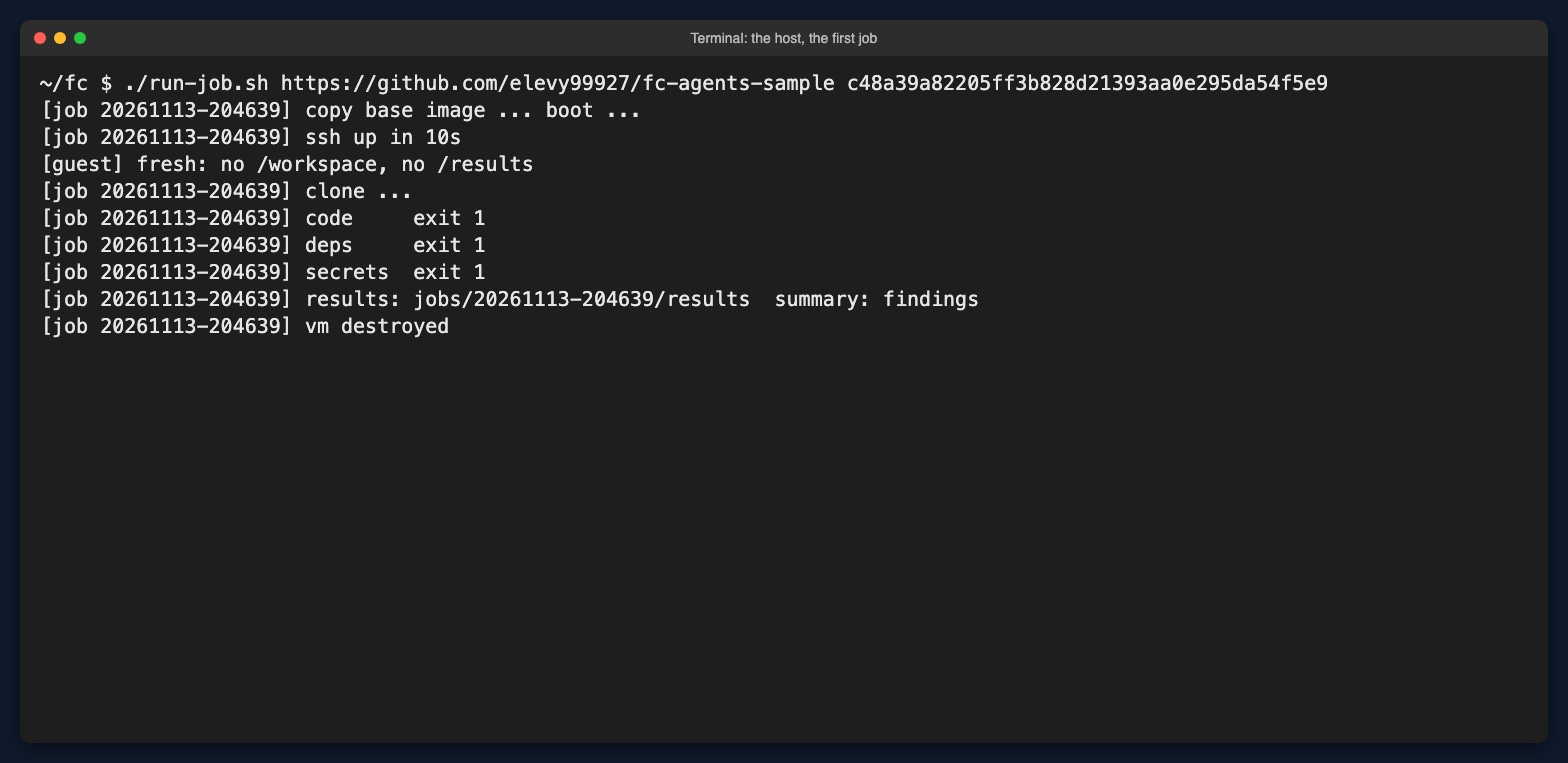 Terminal: the host, the first job
~/fc $ ./run-job.sh https://github.com/elevy99927/fc-agents-sample c48a39a82205ff3b828d21393aa0e295da54f5e9
[job 20261113-204639] copy base image ... boot ...
[job 20261113-204639] ssh up in 10s
[guest] fresh: no /workspace, no /results
[job 20261113-204639] clone ...
[job 20261113-204639] code     exit 1
[job 20261113-204639] deps     exit 1
[job 20261113-204639] secrets  exit 1
[job 20261113-204639] results: jobs/20261113-204639/results  summary: findings
[job 20261113-204639] vm destroyed